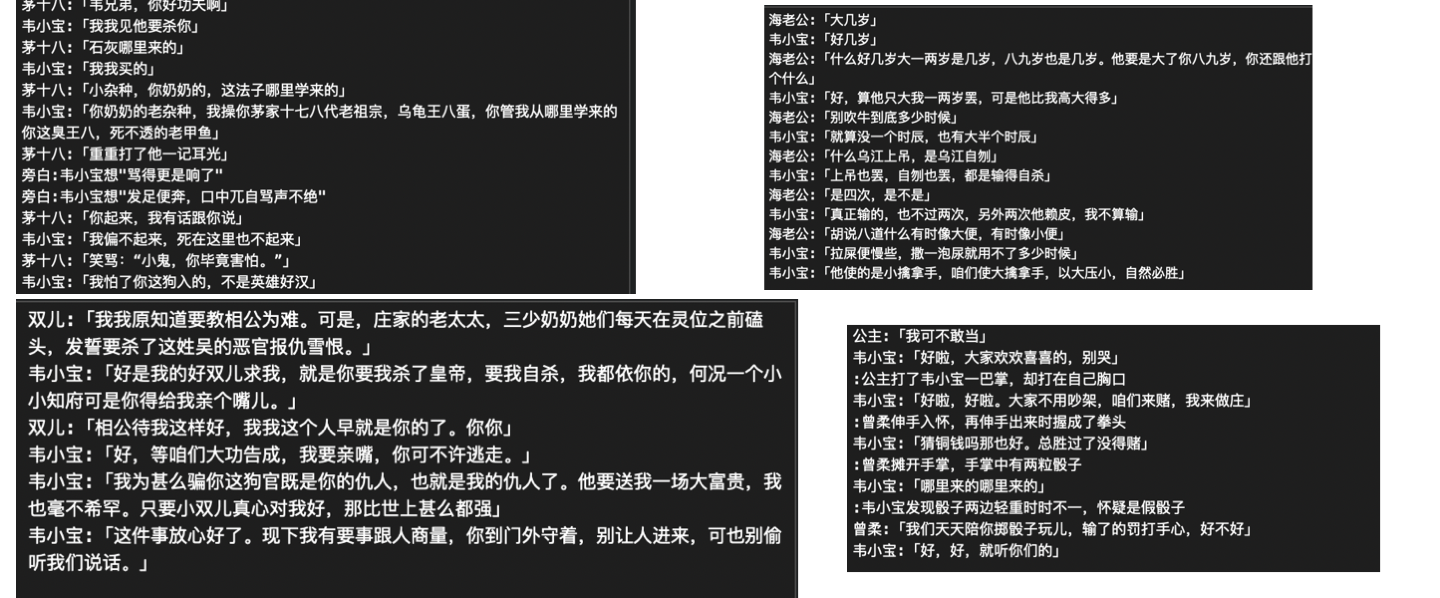 茅十八：「韦兄弟，你好功夫啊」
韦小宝：「我我见他要杀你」
茅十八：「石灰哪里来的」
韦小宝：「我我买的」
茅十八：「小杂种，你奶奶的，这法子哪里学来的」
韦小宝：「你奶奶的老杂种，我操你茅家十七八代老祖宗，乌龟王八蛋，你管我从哪里学来的
你这臭王八，死不透的老甲鱼」
茅十八：「重重打了他一记耳光」
旁白:韦小宝想"骂得更是响了"
旁白:韦小宝想"发足便奔，口中兀自骂声不绝"
茅十八：「你起来，我有话跟你说」
韦小宝：「我偏不起来，死在这里也不起来」
茅十八：「笑骂：“小鬼，你毕竟害怕。”」
韦小宝：「我怕了你这狗入的，不是英雄好汉」
海老公：「大几岁」
韦小宝：「好几岁」
海老公：「什么好几岁大一两岁是几岁，八九岁也是几岁。他要是大了你八九岁，你还跟他打
个什么」
韦小宝：「好，算他只大我一两岁罢，可是他比我高大得多」
海老公：「别吹牛到底多少时候」
韦小宝：「就算没一个时辰，也有大半个时辰」
海老公：「什么乌江上吊，是乌江自刎」
韦小宝：「上吊也罢，自刎也罢，都是输得自杀」
海老公：「是四次，是不是」
韦小宝：「真正输的，也不过两次，另外两次他赖皮，我不算输」
海老公：「胡说八道什么有时像大便，有时像小便」
韦小宝：「拉屎便慢些，撒一泡尿就用不了多少时候」
韦小宝：「他使的是小擒拿手，咱们使大擒拿手，以大压小，自然必胜」
双儿：「我我原知道要教相公为难。可是，庄家的老太太，三少奶奶她们每天在灵位之前磕
头，发誓要杀了这姓吴的恶官报仇雪恨。」
韦小宝：「好是我的好双儿求我，就是你要我杀了皇帝，要我自杀，我都依你的，何况一个小
小知府可是你得给我亲个嘴儿。」
双儿：「相公待我这样好，我我这个人早就是你的了。你你」
韦小宝：「好，等咱们大功告成，我要亲嘴，你可不许逃走。」
韦小宝：「我为甚么骗你这狗官既是你的仇人，也就是我的仇人了。他要送我一场大富贵，我
也毫不希罕。只要小双儿真心对我好，那比世上甚么都强」
韦小宝：「这件事放心好了。现下我有要事跟人商量，你到门外守着，别让人进来，可也别偷
听我们说话。」
公主：「我可不敢当」
韦小宝：「好啦，大家欢欢喜喜的，别哭」
:公主打了韦小宝一巴掌，却打在自己胸口
韦小宝：「好啦，好啦。大家不用吵架，咱们来赌，我来做庄」
:曾柔伸手入怀，再伸手出来时握成了拳头
韦小宝：「猜铜钱吗那也好。总胜过了没得赌」
:曾柔摊开手掌，手掌中有两粒骰子
韦小宝：「哪里来的哪里来的」
:韦小宝发现骰子两边轻重时时不一，怀疑是假骰子
曾柔：「我们天天陪你掷骰子玩儿，输了的罚打手心，好不好」
韦小宝：「好，好，就听你们的」